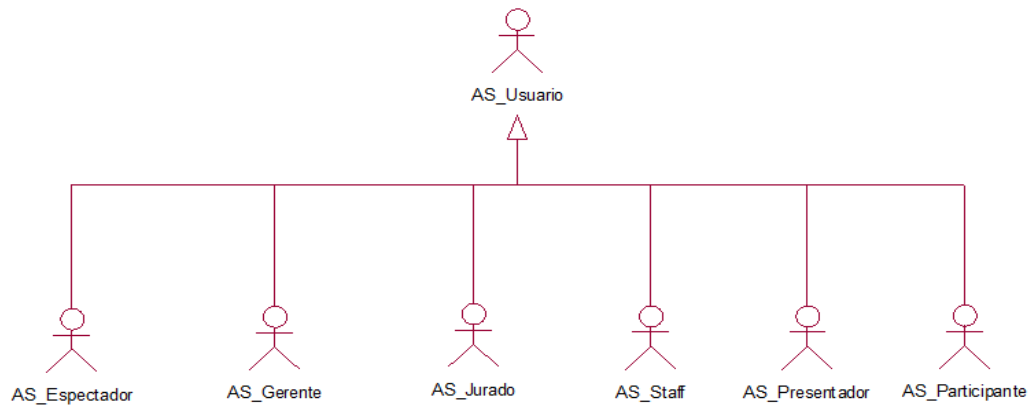 AS_Usuario
AS_Espectador
AS_Gerente
AS_Jurado
AS_Staff
AS_Presentador
AS_Participante